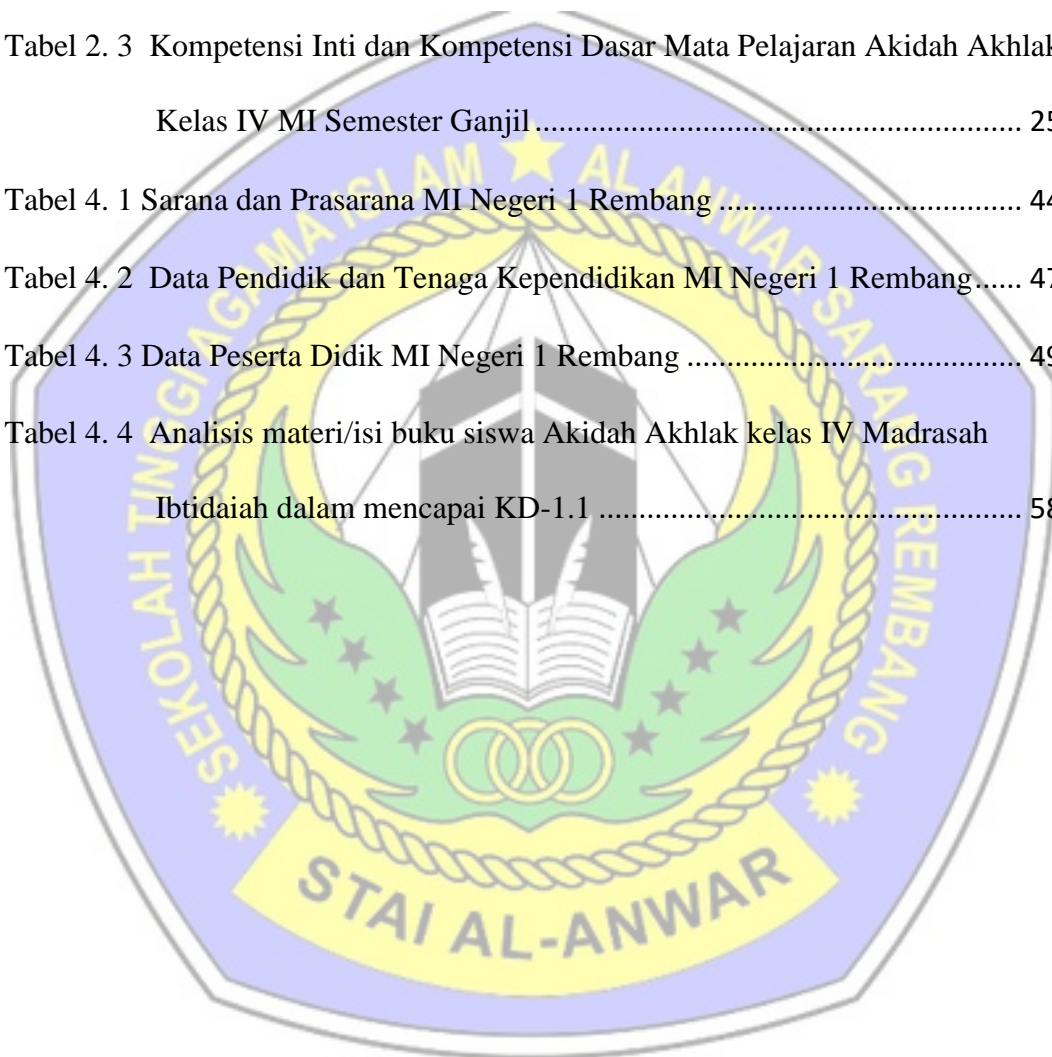 Tabel 2. 3 Kompetensi Inti dan Kompetensi Dasar Mata Pelajaran Akidah Akhlak
Kelas IV MI Semester Ganjil ................................................................ 25
Tabel 4. 1 Sarana dan Prasarana MI Negeri 1 Rembang .................................. 44
Tabel 4. 2 Data Pendidik dan Tenaga Kependidikan MI Negeri 1 Rembang...... 47
Tabel 4. 3 Data Peserta Didik MI Negeri 1 Rembang ...................................... 49
Tabel 4. 4 Analisis materi/isi buku siswa Akidah Akhlak kelas IV Madrasah
Ibtidaiah dalam mencapai KD-1.1 ........................................................ 58
SEKOLAH TINGGI AGAMA ISLAM AL ANWAR SARANG REMBANG
STAI AL-ANWAR